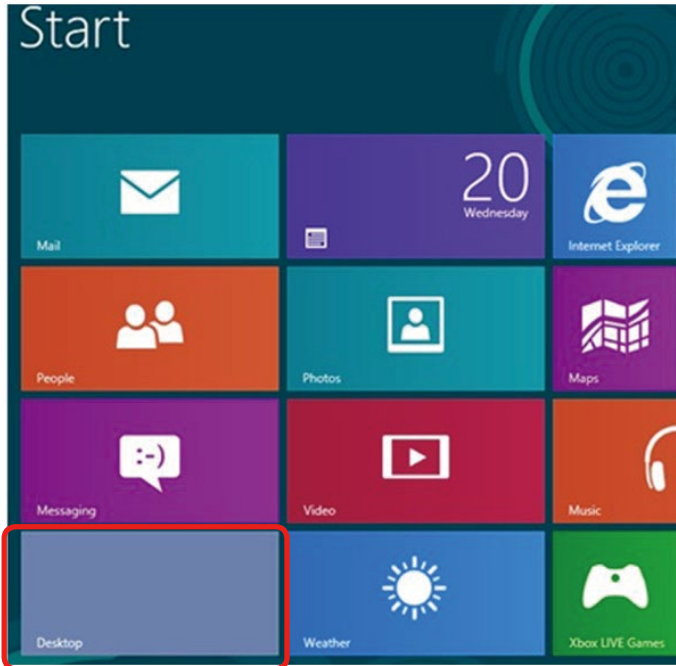 Start
20
Wednesday
Mail
Internet Explorer
People
Photos
Maps
:-)
Messaging
Video
Music
Desktop
Weather
Xbox LIVE Games